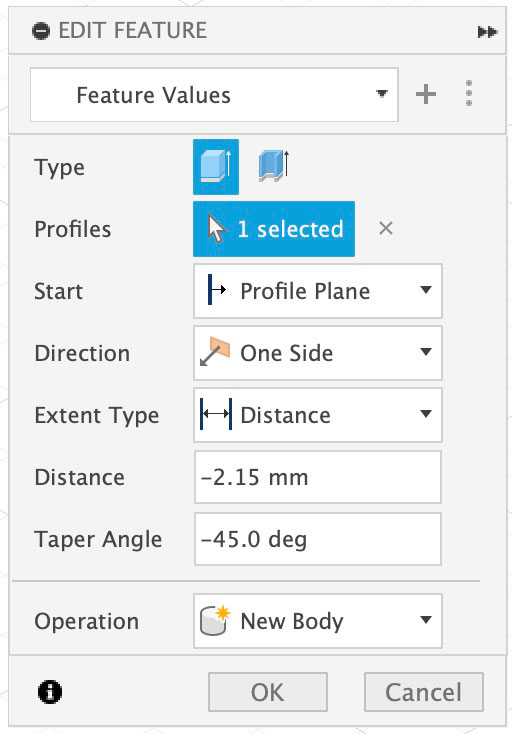 EDIT FEATURE
Feature Values
Type
Profiles 1 selected
Start Profile Plane
Direction One Side
Extent Type Distance
Distance -2.15 mm
Taper Angle -45.0 deg
Operation New Body
OK Cancel